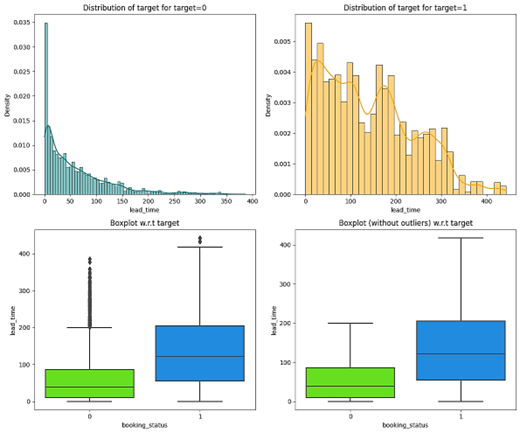 Distribution of target for target=0
0.035
0.030
0.025
0.020
0.015
0.010
0.005
0.000
Density
0 50 100 150 200 250 300 350 400
lead_time
Distribution of target for target=1
0.005
0.004
0.003
0.002
0.001
0.000
Density
0 100 200 300 400
lead_time
Boxplot w.r.t target
400
300
200
100
0
lead_time
0 1
booking_status
Boxplot (without outliers) w.r.t target
400
300
200
100
0
lead_time
0 1
booking_status